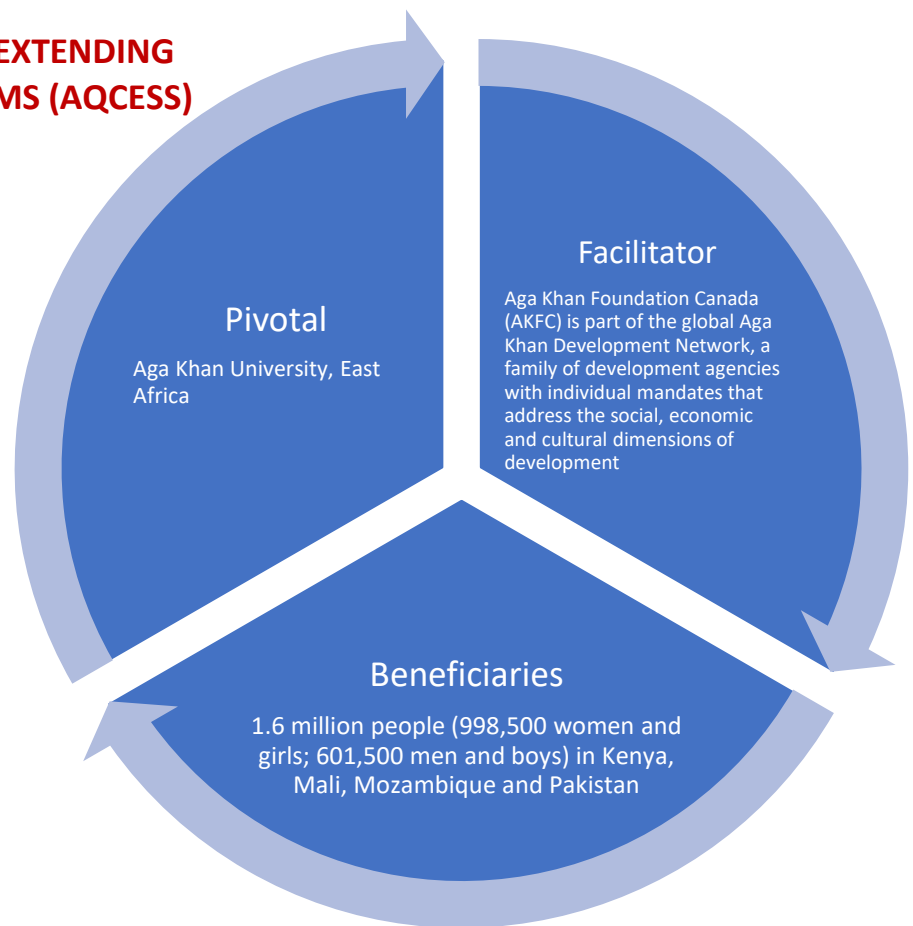 EXTENDING
MS (AQCESS)
Pivotal
Aga Khan University, East
Africa
Facilitator
Aga Khan Foundation Canada
(AKFC) is part of the global Aga
Khan Development Network, a
family of development agencies
with individual mandates that
address the social, economic
and cultural dimensions of
development
Beneficiaries
1.6 million people (998,500 women and
girls; 601,500 men and boys) in Kenya,
Mali, Mozambique and Pakistan